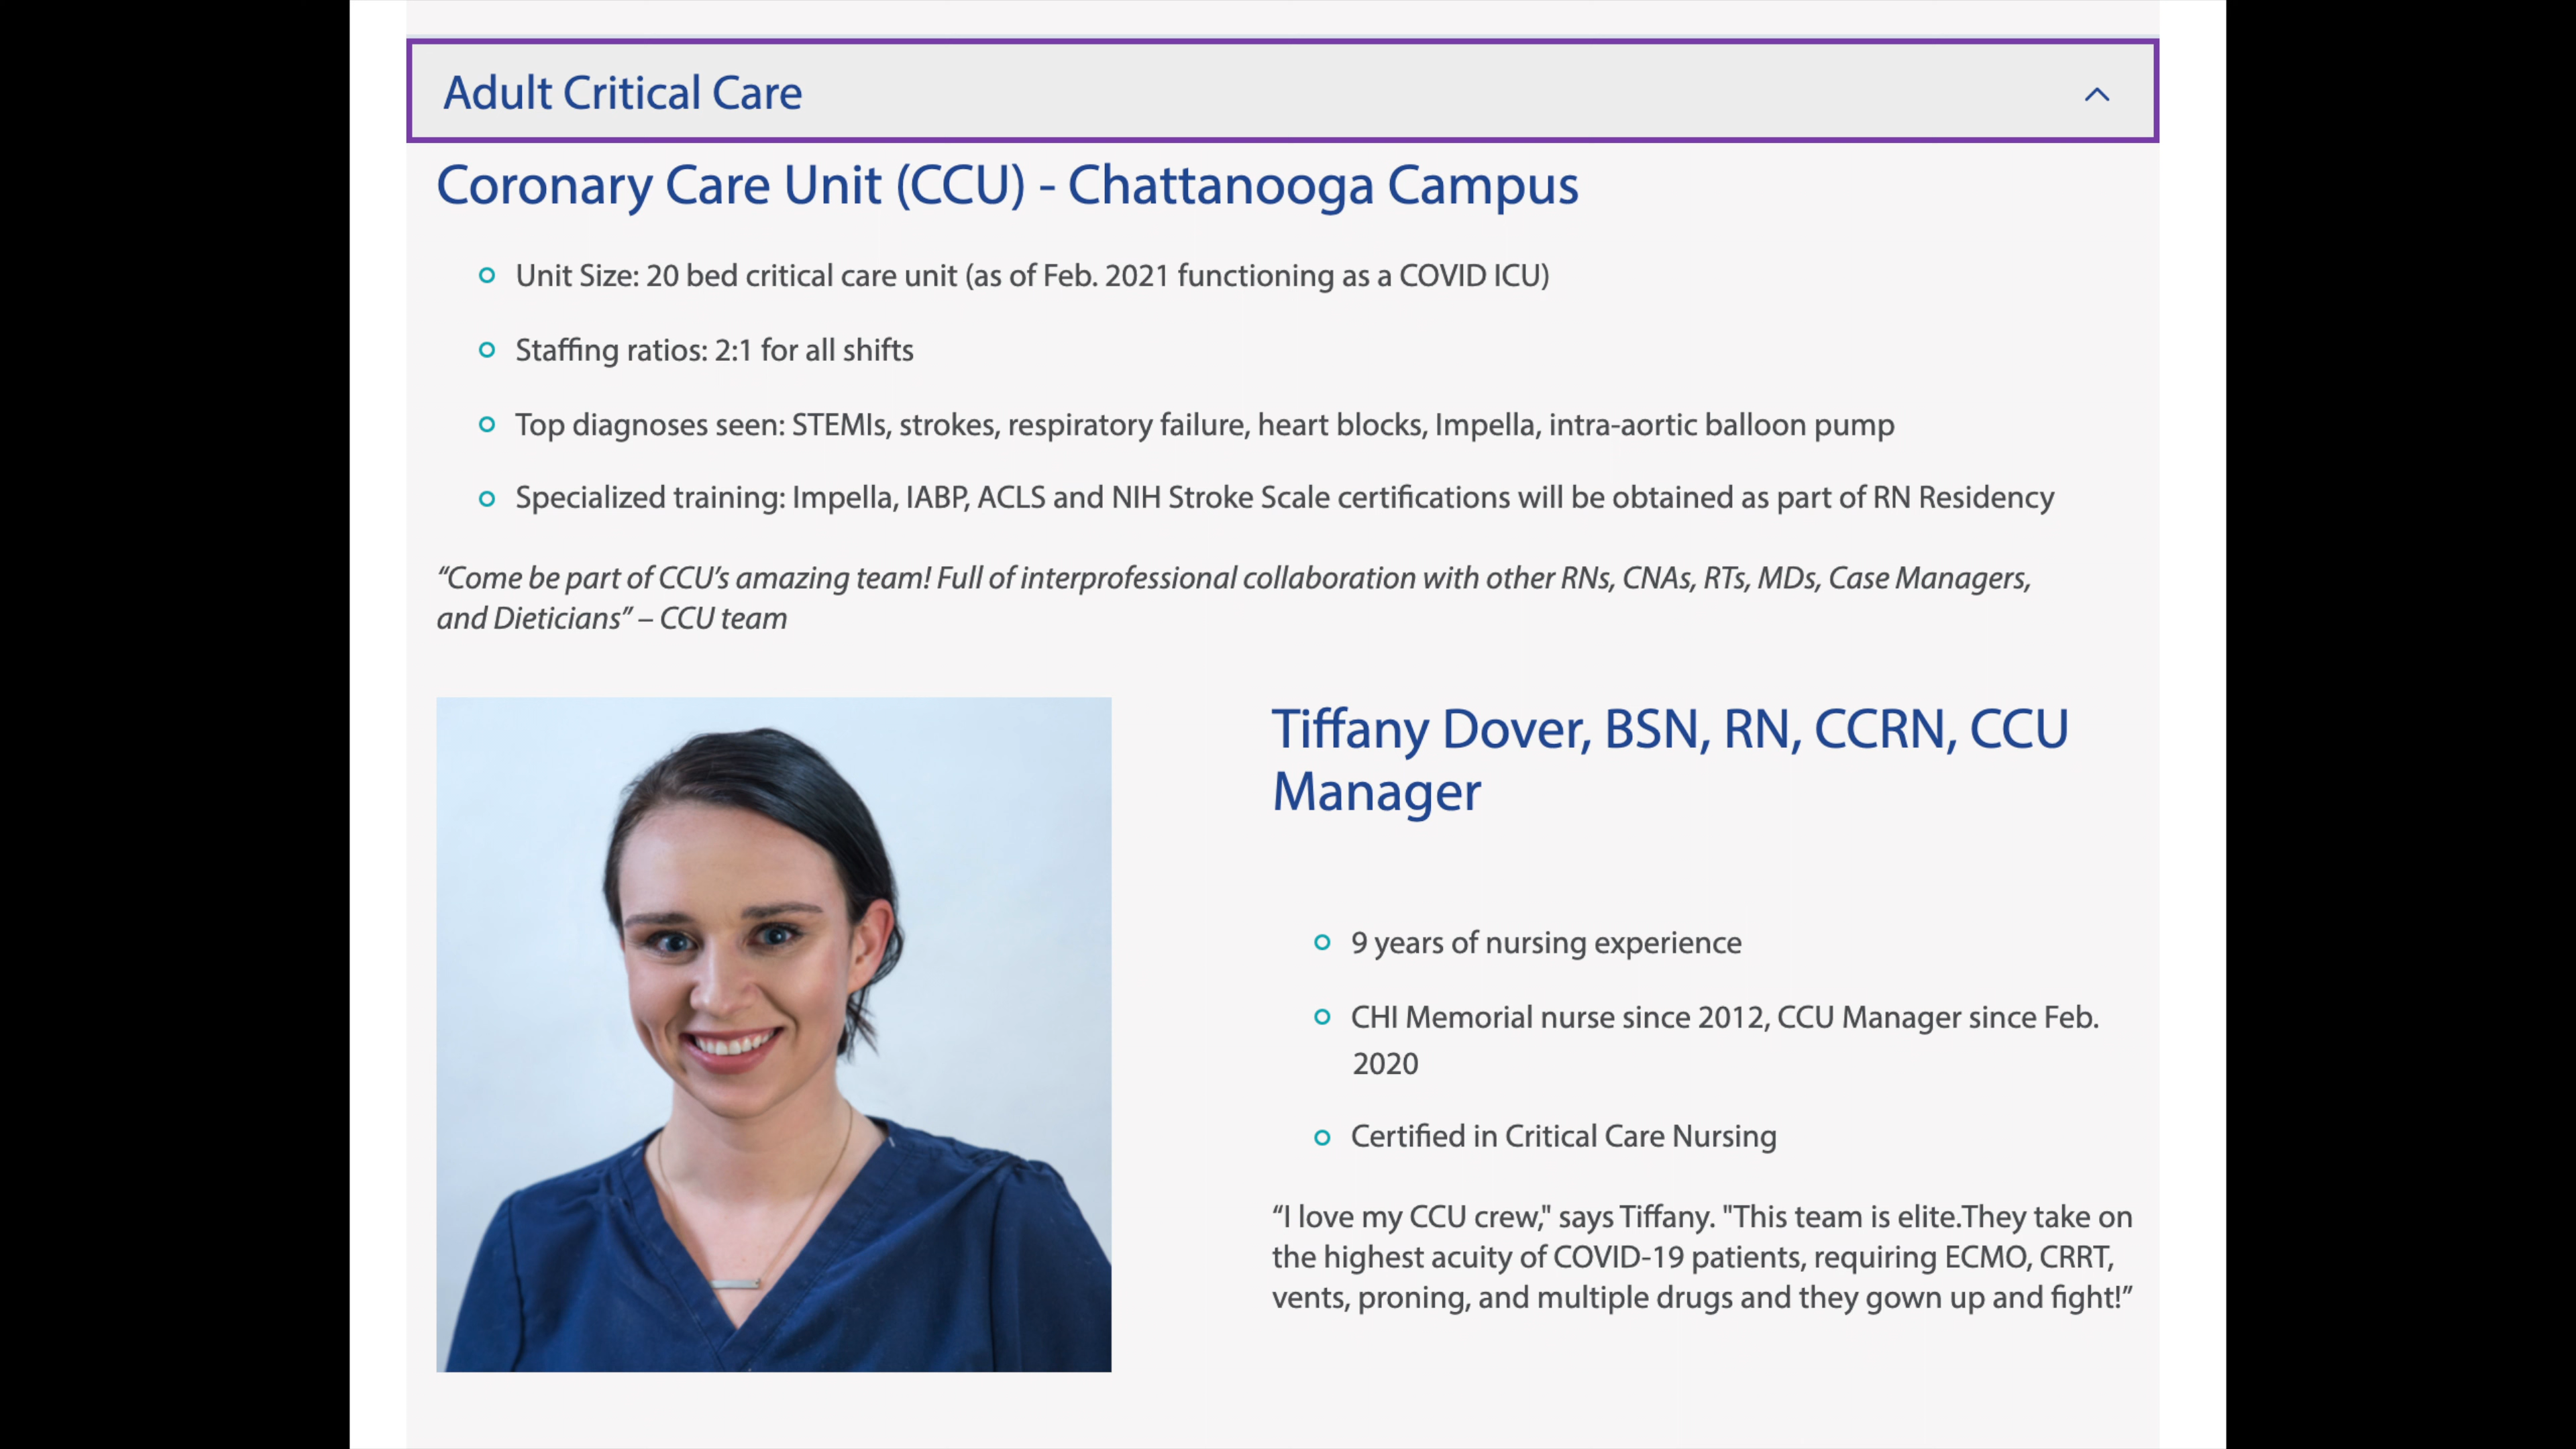 Adult Critical Care
Coronary Care Unit (CCU) - Chattanooga Campus
Unit Size: 20 bed critical care unit (as of Feb. 2021 functioning as a COVID ICU)
Staffing ratios: 2:1 for all shifts
Top diagnoses seen: STEMIs, strokes, respiratory failure, heart blocks, Impella, intra-aortic balloon pump
Specialized training: Impella, IABP, ACLS and NIH Stroke Scale certifications will be obtained as part of RN Residency
“Come be part of CCU’s amazing team! Full of interprofessional collaboration with other RNs, CNAs, RTs, MDs, Case Managers,
and Dieticians” – CCU team
Tiffany Dover, BSN, RN, CCRN, CCU
Manager
9 years of nursing experience
CHI Memorial nurse since 2012, CCU Manager since Feb.
2020
Certified in Critical Care Nursing
“I love my CCU crew," says Tiffany. "This team is elite.They take on
the highest acuity of COVID-19 patients, requiring ECMO, CRRT,
vents, proning, and multiple drugs and they gown up and fight!”